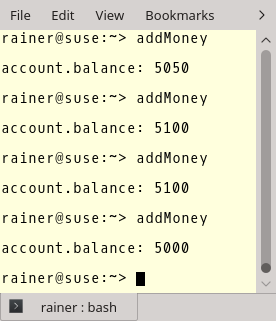 File Edit View Bookmarks
rainer@suse:~> addMoney
account.balance: 5050
rainer@suse:~> addMoney
account.balance: 5100
rainer@suse:~> addMoney
account.balance: 5100
rainer@suse:~> addMoney
account.balance: 5000
rainer@suse:~>
rainer : bash